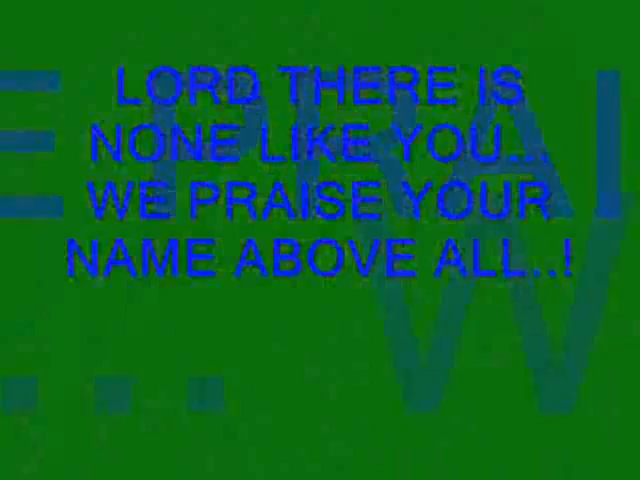 LORD THERE IS
NONE LIKE YOU...
WE PRAISE YOUR
NAME ABOVE ALL..!